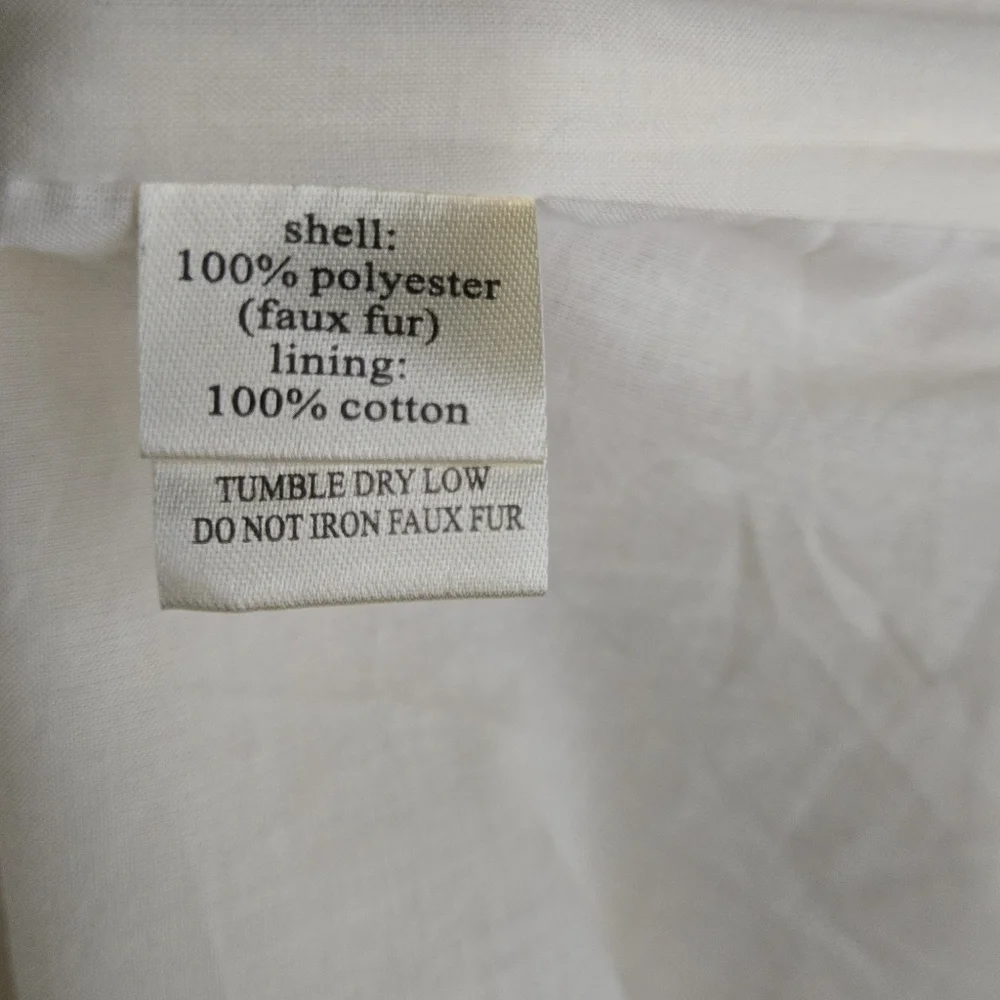 shell:
100% polyester
(faux fur)
lining:
100% cotton
TUMBLE DRY LOW
DO NOT IRON FAUX FUR